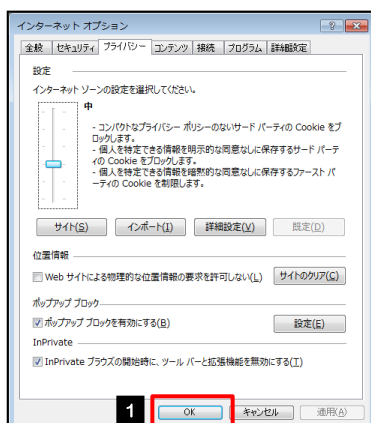 インターネット オプション
全般 セキュリティ プライバシー コンテンツ 接続 プログラム 詳細設定
設定
インターネット ゾーンの設定を選択してください。
中
- コンパクトなプライバシー ポリシーのないサード パーティの Cookie をブ
ロックします。
- 個人を特定できる情報を明示的な同意なしに保存するサード パーテ
ィの Cookie をブロックします。
- 個人を特定できる情報を暗黙的な同意なしに保存するファースト パ
ーティの Cookie を制限します。
サイト(S) インポート(I) 詳細設定(V) 既定(D)
位置情報
Web サイトによる物理的な位置情報の要求を許可しない(L) サイトのクリア(C)
ポップアップ ブロック
ポップアップ ブロックを有効にする(B) 設定(E)
InPrivate
InPrivate ブラウズの開始時に、ツール バーと拡張機能を無効にする(T)
1 OK キャンセル 適用(A)